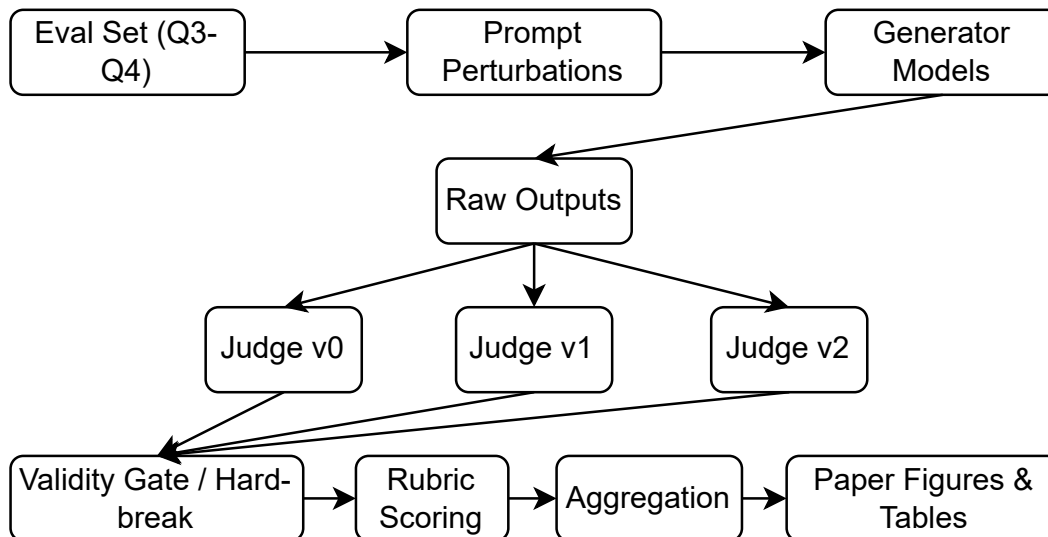 Eval Set (Q3-
Q4)
Prompt
Perturbations
Generator
Models
Raw Outputs
Judge v0
Judge v1
Judge v2
Validity Gate / Hard-
break
Rubric
Scoring
Aggregation
Paper Figures &
Tables